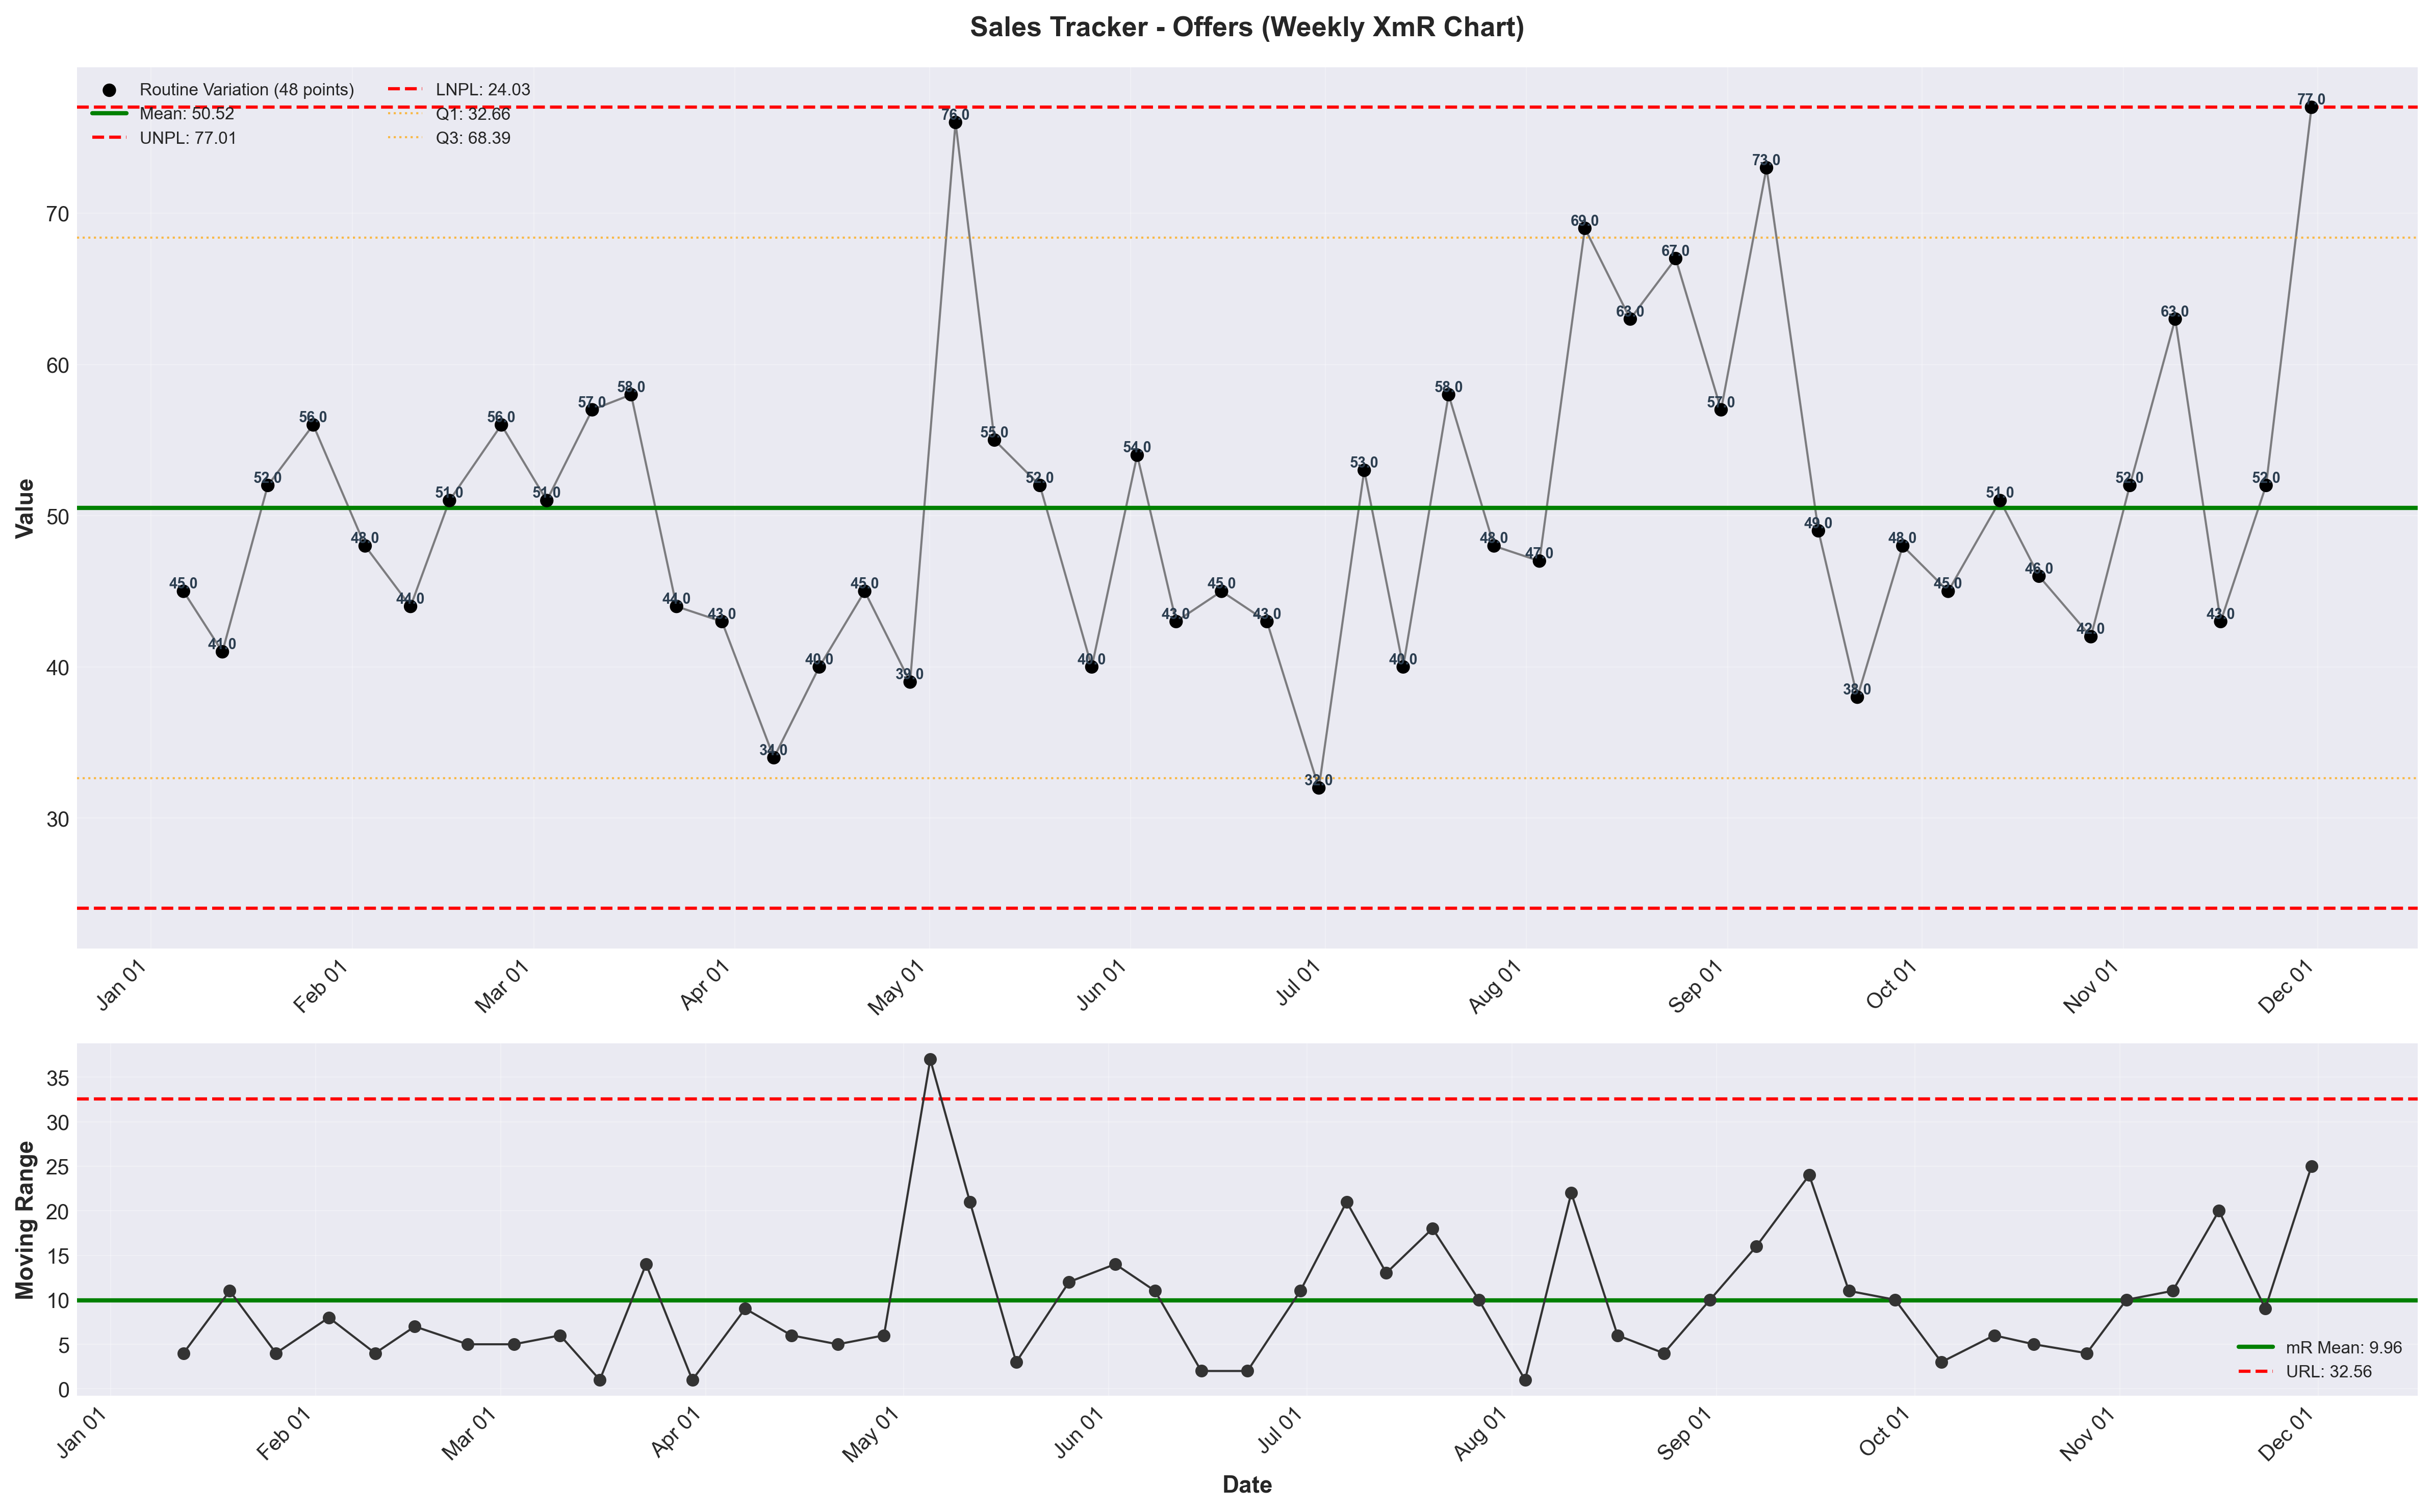 Sales Tracker - Offers (Weekly XmR Chart)
Routine Variation (48 points)
Mean: 50.52
UNPL: 77.01
LNPL: 24.03
Q1: 32.66
Q3: 68.39
Value
70
60
50
40
30
45.0
41.0
52.0
56.0
48.0
44.0
51.0
56.0
51.0
57.0
58.0
44.0
43.0
34.0
40.0
45.0
39.0
76.0
55.0
52.0
40.0
54.0
43.0
45.0
43.0
32.0
53.0
40.0
58.0
48.0
47.0
69.0
63.0
67.0
57.0
73.0
49.0
38.0
48.0
45.0
51.0
46.0
42.0
52.0
63.0
43.0
52.0
77.0
Jan 01
Feb 01
Mar 01
Apr 01
May 01
Jun 01
Jul 01
Aug 01
Sep 01
Oct 01
Nov 01
Dec 01
Moving Range
35
30
25
20
15
10
5
0
mR Mean: 9.96
URL: 32.56
Jan 01
Feb 01
Mar 01
Apr 01
May 01
Jun 01
Jul 01
Aug 01
Sep 01
Oct 01
Nov 01
Dec 01
Date